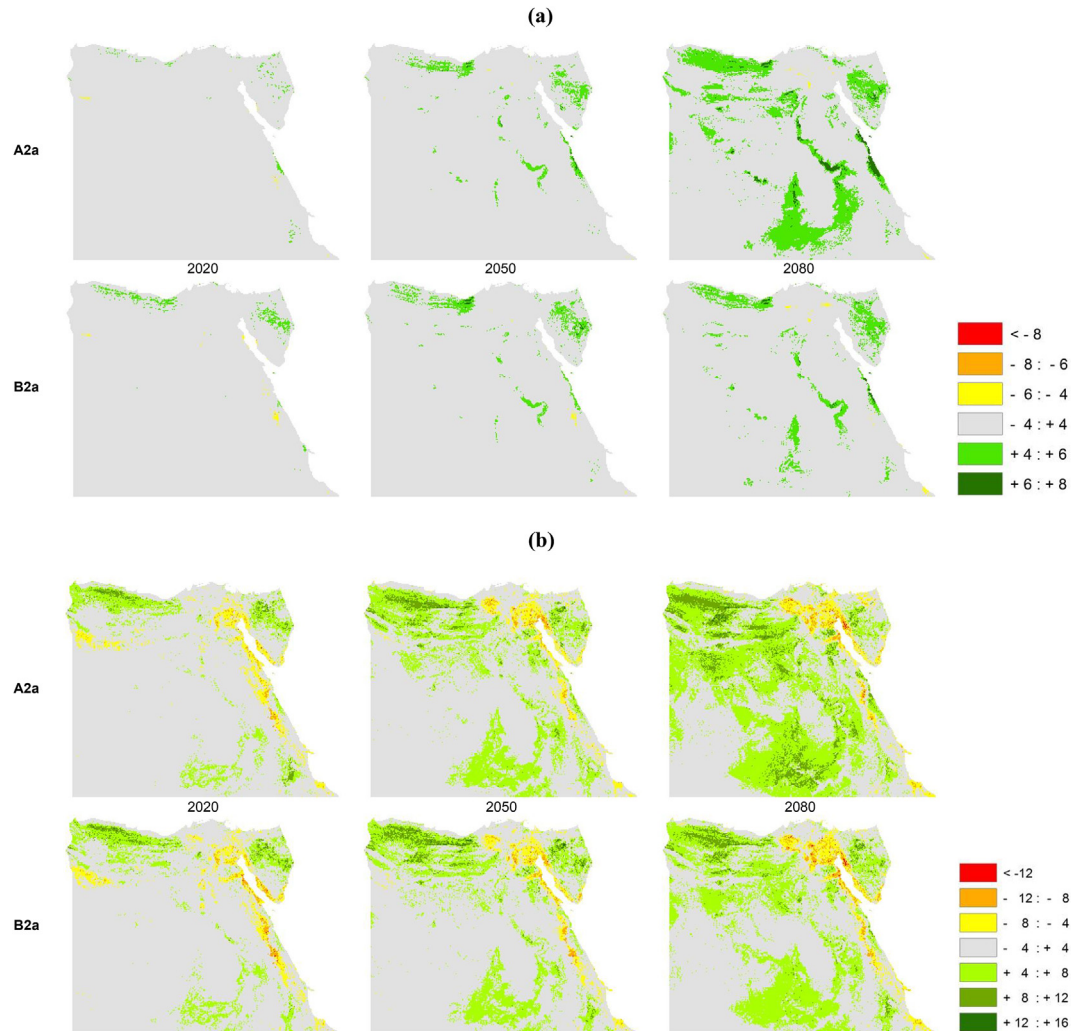 (a)
A2a
2020 2050 2080
B2a
< - 8
- 8 : - 6
- 6 : - 4
- 4 : + 4
+ 4 : + 6
+ 6 : + 8
(b)
A2a
2020 2050 2080
B2a
< -12
- 12 : - 8
- 8 : - 4
- 4 : + 4
+ 4 : + 8
+ 8 : + 12
+ 12 : + 16